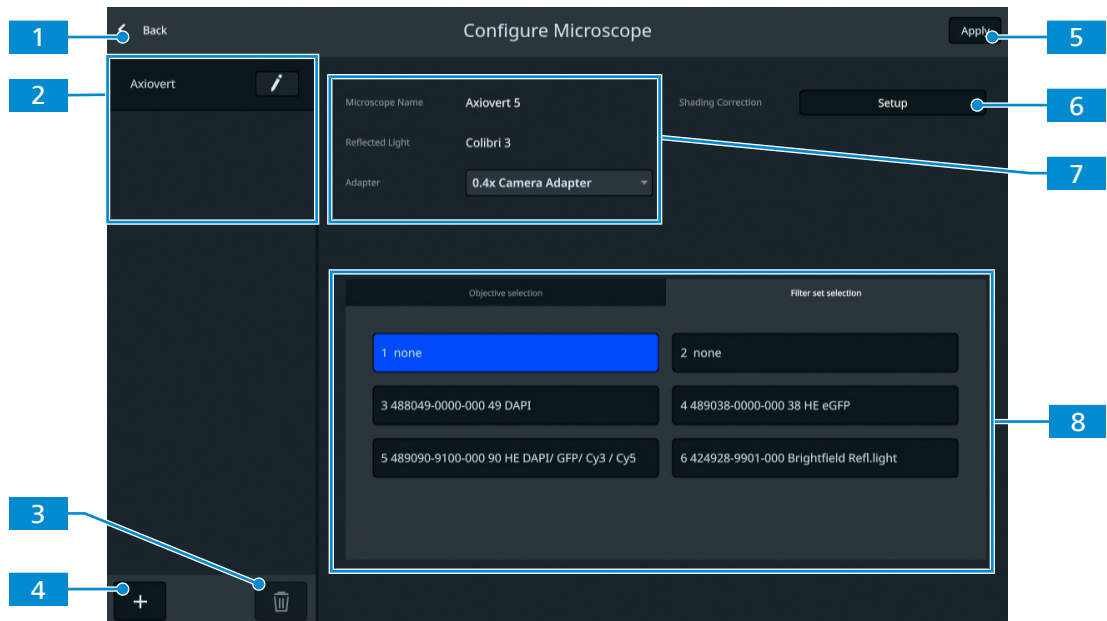 1
Back
Configure Microscope
Apply
5
2
Axiovert
Microscope Name
Axiovert 5
Shading Correction
Setup
6
Reflected Light
Colibri 3
7
Adapter
0.4x Camera Adapter
Objective selection
Filter set selection
1 none
2 none
3 488049-0000-000 49 DAPI
4 489038-0000-000 38 HE eGFP
8
5 489090-9100-000 90 HE DAPI/ GFP/ Cy3 / Cy5
6 424928-9901-000 Brightfield Refl.light
3
4
+